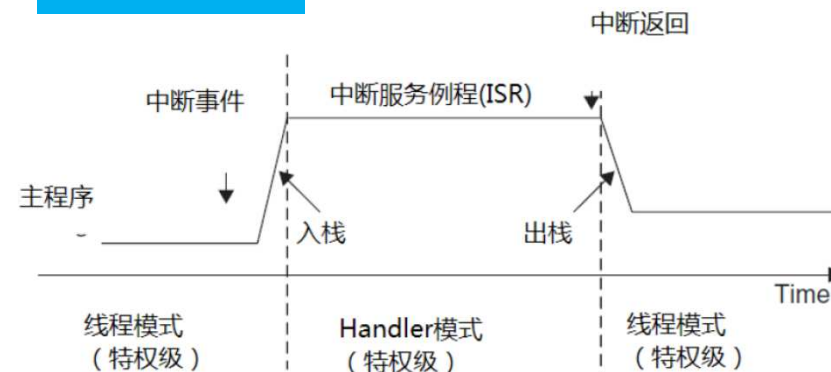 中断返回
中断事件
中断服务例程(ISR)
主程序
入栈
出栈
Time
线程模式
（特权级）
Handler模式
（特权级）
线程模式
（特权级）